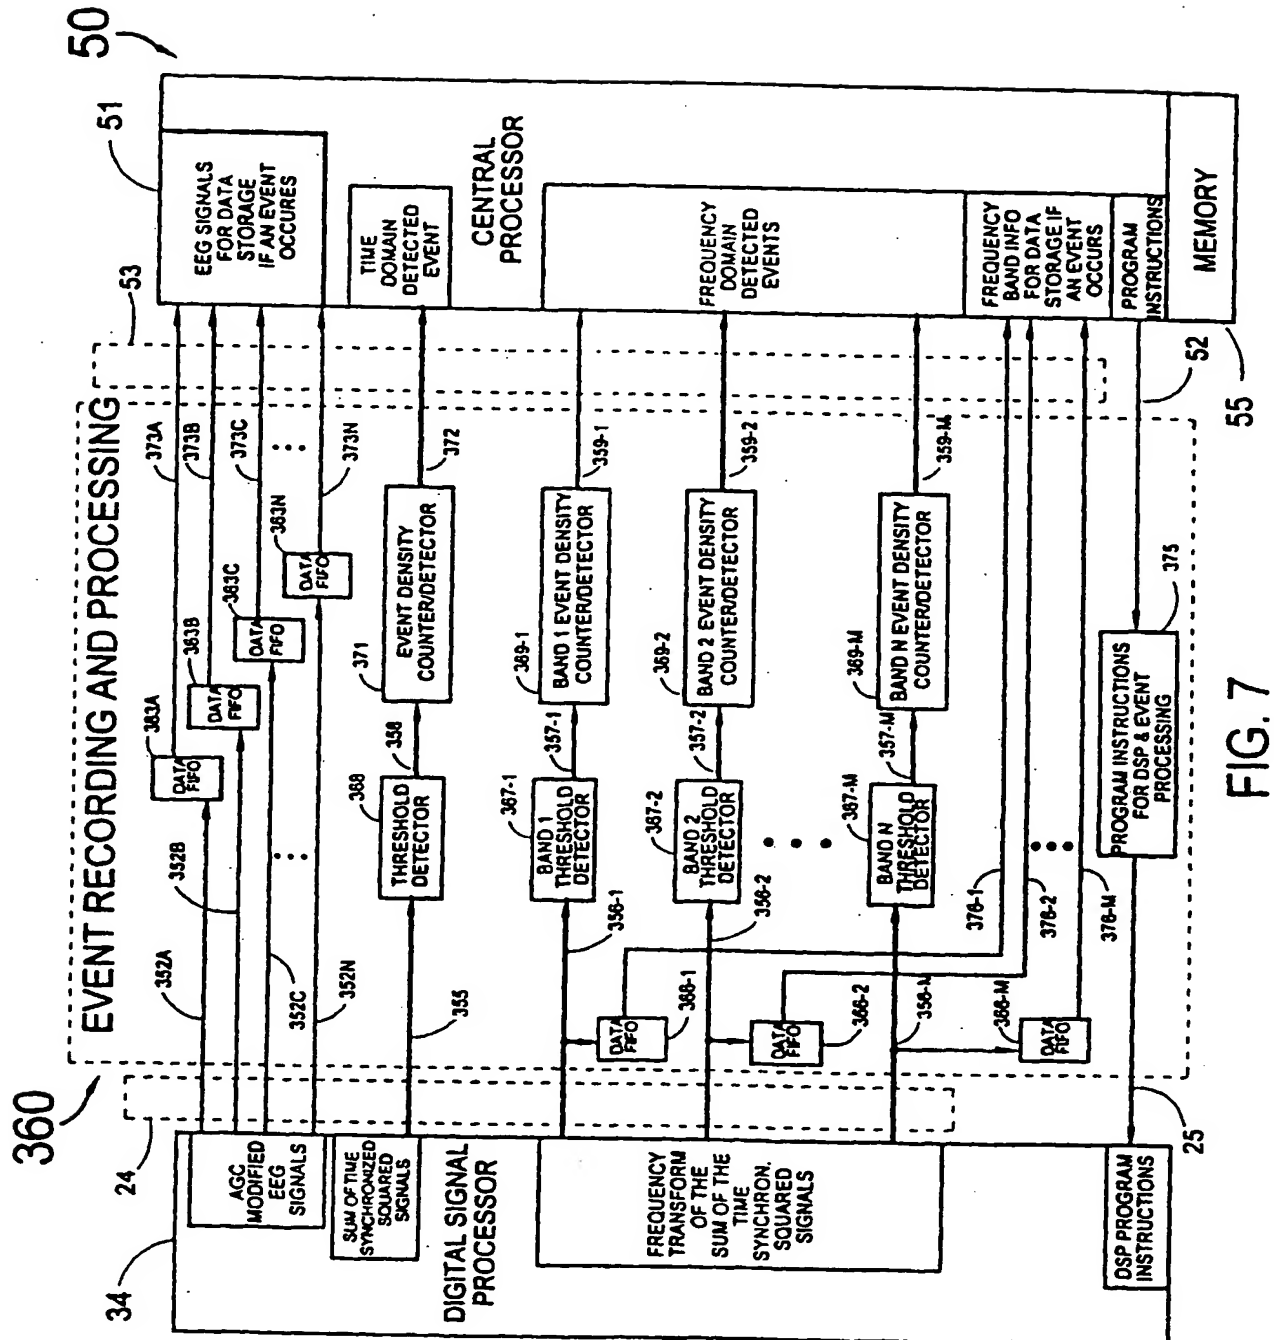 EVENT RECORDING AND PROCESSING
360
50
34
DIGITAL SIGNAL
PROCESSOR
24
AGC
MODIFIED
EEG
SIGNALS
SUM OF TIME
SYNCHRONIZED
SQUARED
SIGNALS
FREQUENCY
TRANSFORM
OF THE
SUM OF THE
TIME
SYNCHRON.
SQUARED
SIGNALS
DSP PROGRAM
INSTRUCTIONS
25
352A
352B
352C
352N
355
363A
DATA
FIFO
363B
DATA
FIFO
363C
DATA
FIFO
363N
DATA
FIFO
373A
373B
373C
373N
368
THRESHOLD
DETECTOR
358
371
EVENT DENSITY
COUNTER/DETECTOR
372
356-1
367-1
BAND 1
THRESHOLD
DETECTOR
357-1
369-1
BAND 1 EVENT DENSITY
COUNTER/DETECTOR
359-1
356-2
367-2
BAND 2
THRESHOLD
DETECTOR
357-2
369-2
BAND 2 EVENT DENSITY
COUNTER/DETECTOR
359-2
356-M
367-M
BAND N
THRESHOLD
DETECTOR
357-M
369-M
BAND N EVENT DENSITY
COUNTER/DETECTOR
359-M
DATA
FIFO
366-1
DATA
FIFO
366-2
DATA
FIFO
366-M
376-1
376-2
376-M
PROGRAM INSTRUCTIONS
FOR DSP & EVENT
PROCESSING
375
53
51
EEG SIGNALS
FOR DATA
STORAGE
IF AN EVENT
OCCURES
TIME
DOMAIN
DETECTED
EVENT
CENTRAL
PROCESSOR
FREQUENCY
DOMAIN
DETECTED
EVENTS
FREQUENCY
BAND INFO
FOR DATA
STORAGE IF
AN EVENT
OCCURS
PROGRAM
INSTRUCTIONS
52
MEMORY
55
FIG. 7